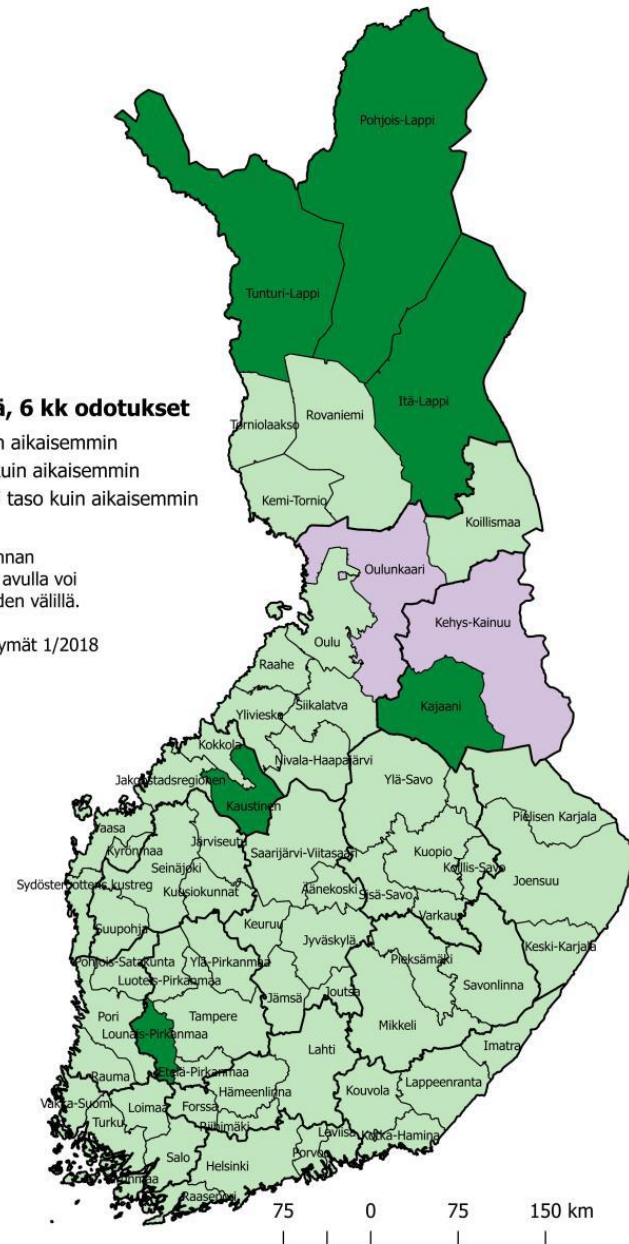 Pohjois-Lappi
Tunturi-Lappi
Itä-Lappi
6 kk odotukset
aikaisemmin
kuin aikaisemmin
taso kuin aikaisemmin
avulla voi
välillä.
1/2018
Torniolaakso
Rovaniemi
Kemi-Tornio
Koillismaa
Oulunkaari
Kehys-Kainuu
Oulu
Raahe
Siikalatva
Kajaani
Ylivieska
Kokkola
Nivala-Haapajärvi
Jakobstadsregionen
Kaustinen
Ylä-Savo
Pielisen Karjala
Vaasa
Kyrönmaa
Järviseutu
Saarijärvi-Viitasaari
Kuopio
Koillis-Savo
Seinäjoki
Joensuu
Sydösterbottens kustreg
Kuusiokunnat
Äänekoski
Sisä-Savo
Varkaus
Suupohja
Keuruu
Jyväskylä
Pieksämäki
Keski-Karjala
Pohjois-Satakunta
Ylä-Pirkanmaa
Luoteis-Pirkanmaa
Savonlinna
Jämsä
Joutsa
Pori
Tampere
Mikkeli
Lounais-Pirkanmaa
Lahti
Imatra
Rauma
Etelä-Pirkanmaa
Hämeenlinna
Kouvola
Lappeenranta
Vakka-Suomi
Loimaa
Forssa
Turku
Riihimäki
Loviisa
Kotka-Hamina
Salo
Helsinki
Porvoo
Raasepori
75 0 75 150 km